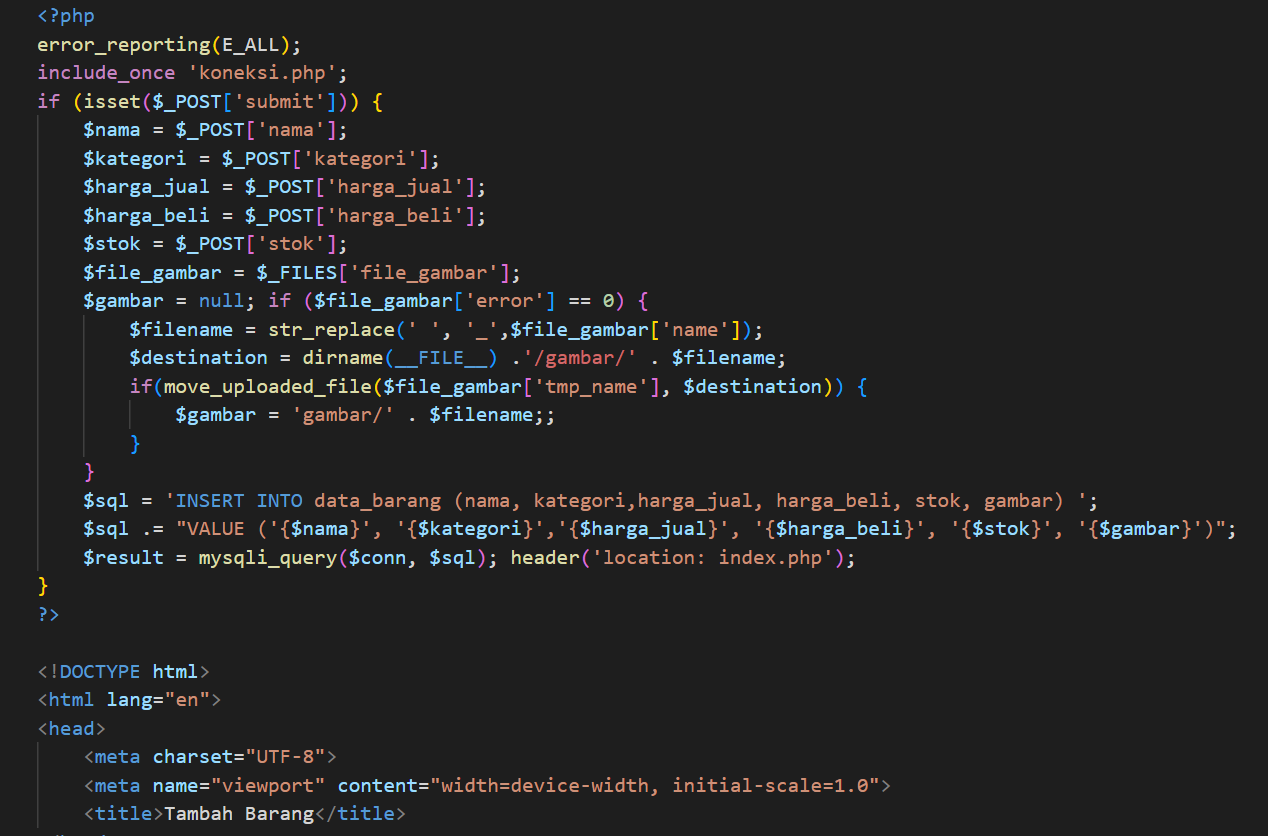 <?php
error_reporting(E_ALL);
include_once 'koneksi.php';
if (isset($_POST['submit'])) {
    $nama = $_POST['nama'];
    $kategori = $_POST['kategori'];
    $harga_jual = $_POST['harga_jual'];
    $harga_beli = $_POST['harga_beli'];
    $stok = $_POST['stok'];
    $file_gambar = $_FILES['file_gambar'];
    $gambar = null; if ($file_gambar['error'] == 0) {
        $filename = str_replace(' ', '_',$file_gambar['name']);
        $destination = dirname(__FILE__) .'/gambar/' . $filename;
        if(move_uploaded_file($file_gambar['tmp_name'], $destination)) {
            $gambar = 'gambar/' . $filename;;
        }
    }
    $sql = 'INSERT INTO data_barang (nama, kategori,harga_jual, harga_beli, stok, gambar) ';
    $sql .= "VALUE ('{$nama}', '{$kategori}','{$harga_jual}', '{$harga_beli}', '{$stok}', '{$gambar}')";
    $result = mysqli_query($conn, $sql); header('location: index.php');
}
?>

<!DOCTYPE html>
<html lang="en">
<head>
    <meta charset="UTF-8">
    <meta name="viewport" content="width=device-width, initial-scale=1.0">
    <title>Tambah Barang</title>